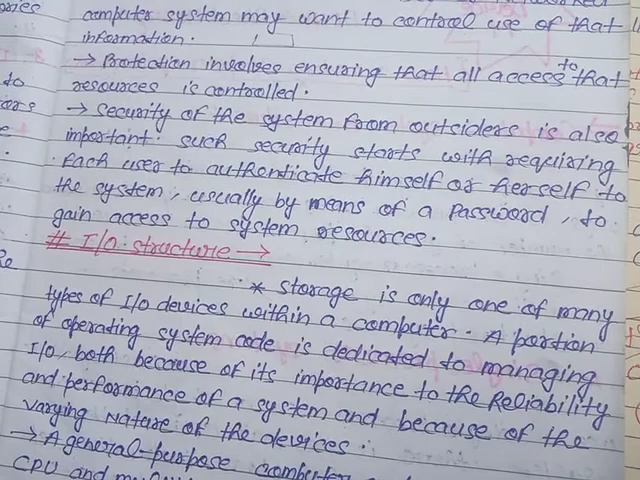 computer system may want to control use of that
information.
→ Protection involves ensuring that all access to that
resources is controlled.
→ Security of the system from outsiders is also
important. such security starts with requiring
each user to authenticate himself or herself to
the system, usually by means of a Password, to
gain access to system resources.
# I/O structure →
* Storage is only one of many
types of I/O devices within a computer. A portion
of operating system code is dedicated to managing
I/O, both because of its importance to the Reliability
and performance of a system and because of the
varying Nature of the devices.
→ A general-purpose computer
CPU and